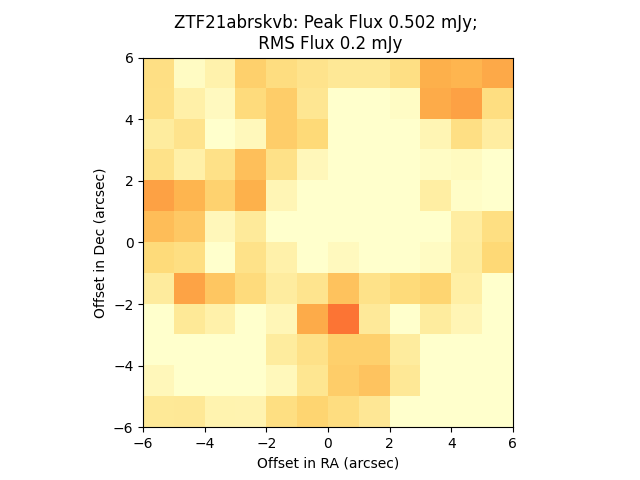 ZTF21abrskvb: Peak Flux 0.502 mJy;
RMS Flux 0.2 mJy
6
4
2
0
−2
−4
−6
Offset in Dec (arcsec)
−6 −4 −2 0 2 4 6
Offset in RA (arcsec)